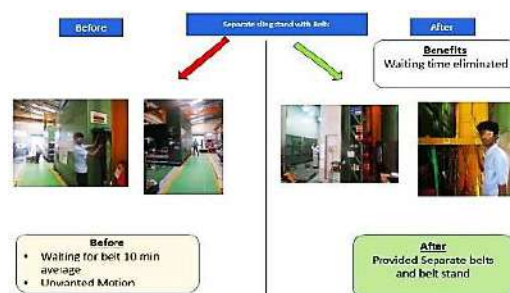 Before
Separate sling stand with Belts
After
Benefits
Waiting time eliminated
Before
• Waiting for belt 10 min
average
• Unwanted Motion
After
Provided Separate belts
and belt stand